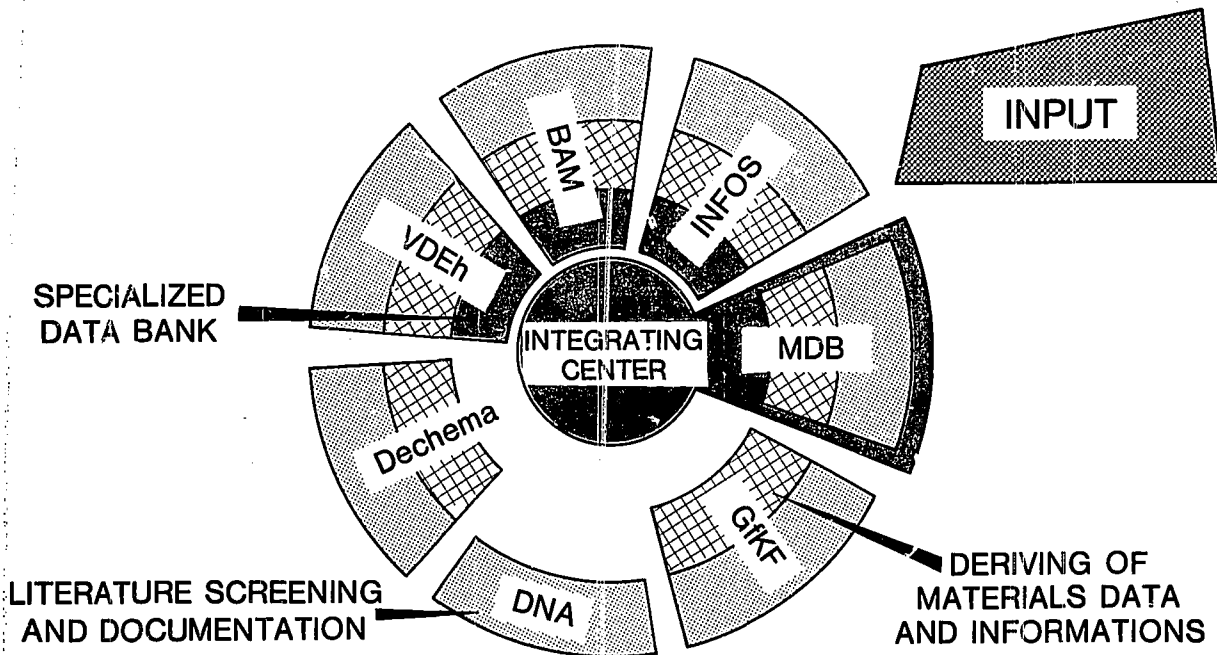 INPUT
BAM
INFOS
VDEh
SPECIALIZED
DATA BANK
INTEGRATING
CENTER
MDB
Dechema
GfKF
DNA
LITERATURE SCREENING
AND DOCUMENTATION
DERIVING OF
MATERIALS DATA
AND INFORMATIONS